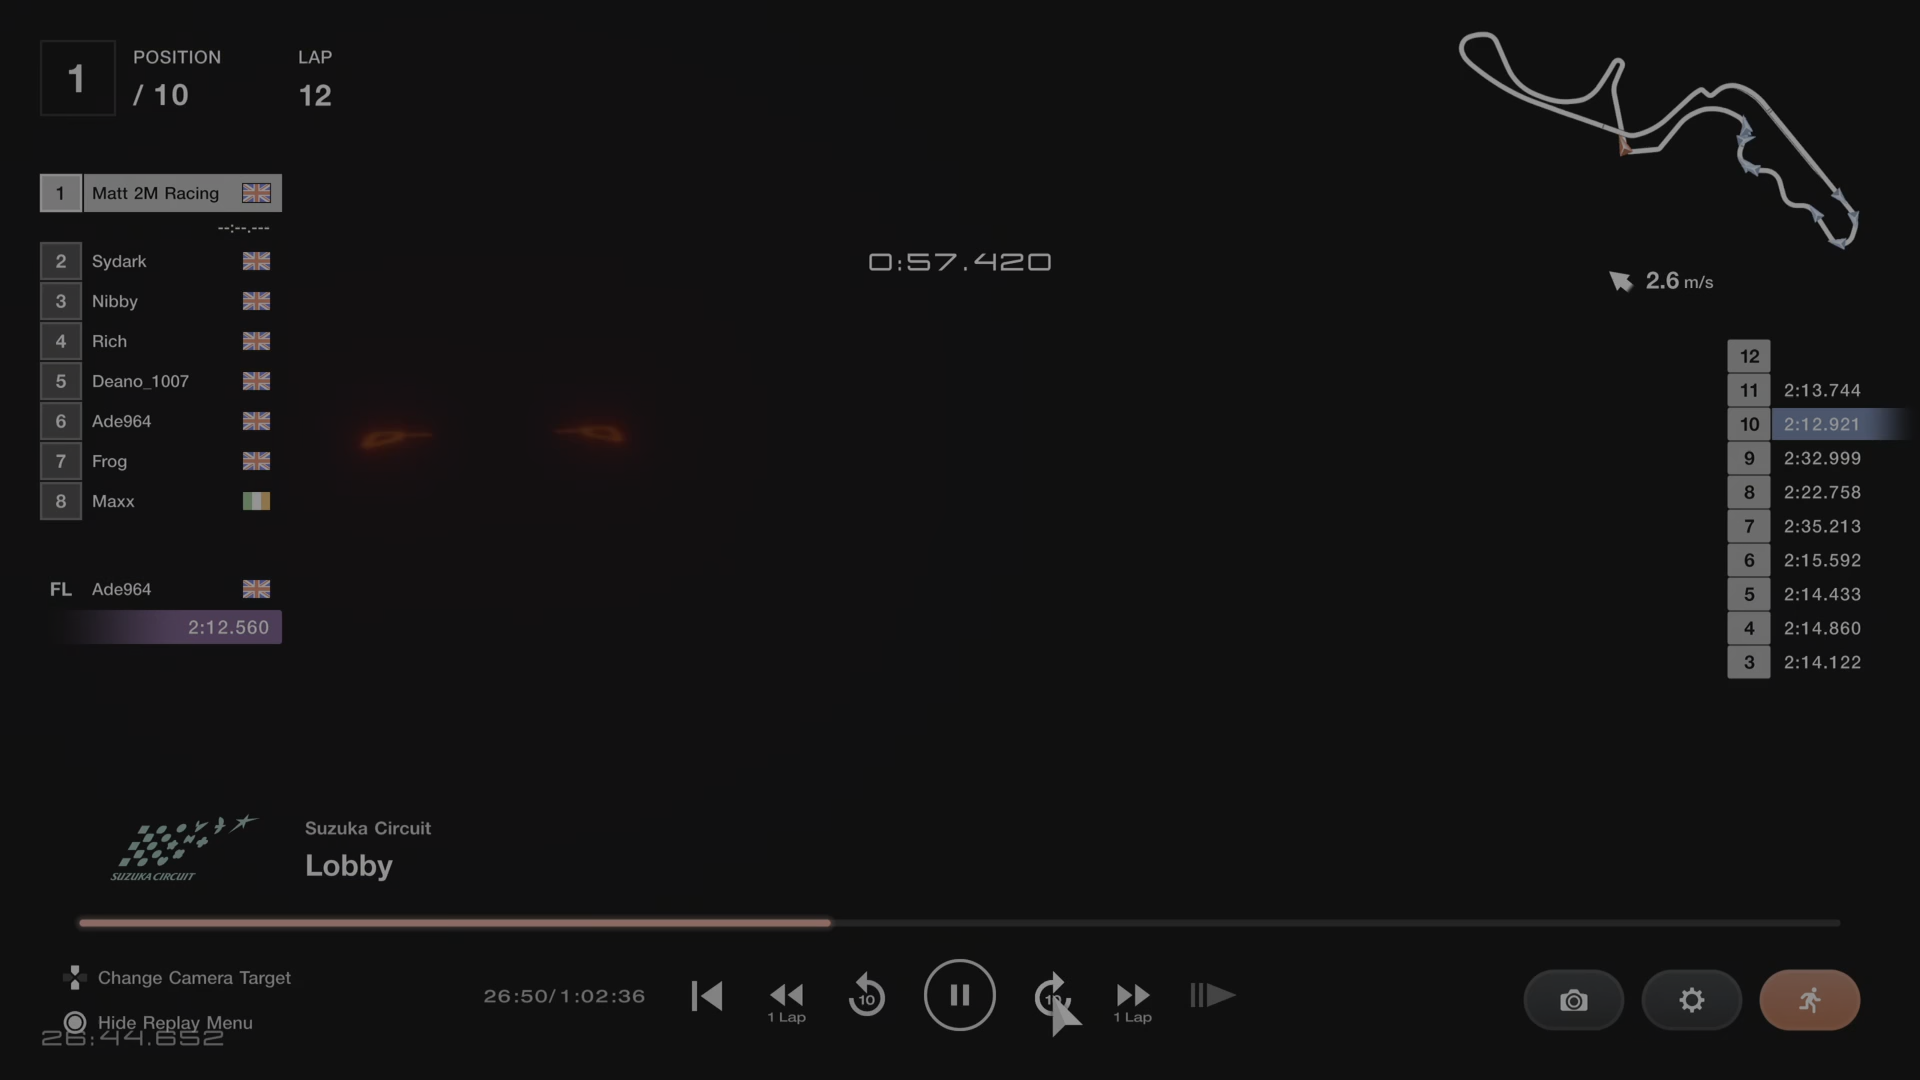 1
POSITION
/ 10
LAP
12
1 Matt 2M Racing
--:--.---
2 Sydark
3 Nibby
4 Rich
5 Deano_1007
6 Ade964
7 Frog
8 Maxx
FL Ade964
2:12.560
0:57.420
2.6 m/s
12
11 2:13.744
10 2:12.921
9 2:32.999
8 2:22.758
7 2:35.213
6 2:15.592
5 2:14.433
4 2:14.860
3 2:14.122
SUZUKA CIRCUIT
Suzuka Circuit
Lobby
Change Camera Target
Hide Replay Menu
26:44.652
26:50/1:02:36
1 Lap
10
10
1 Lap